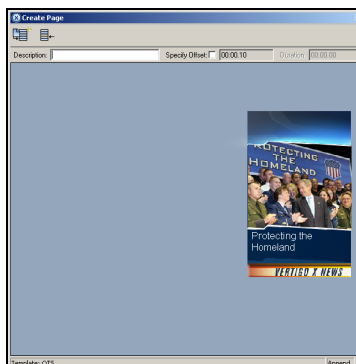 Create Page
Description:
Specify Offset: 00:00.10
Duration: 00:00.00
PROTECTING
THE
HOMELAND
Protecting the
Homeland
VERTIGO X NEWS
Template: OTS
Append